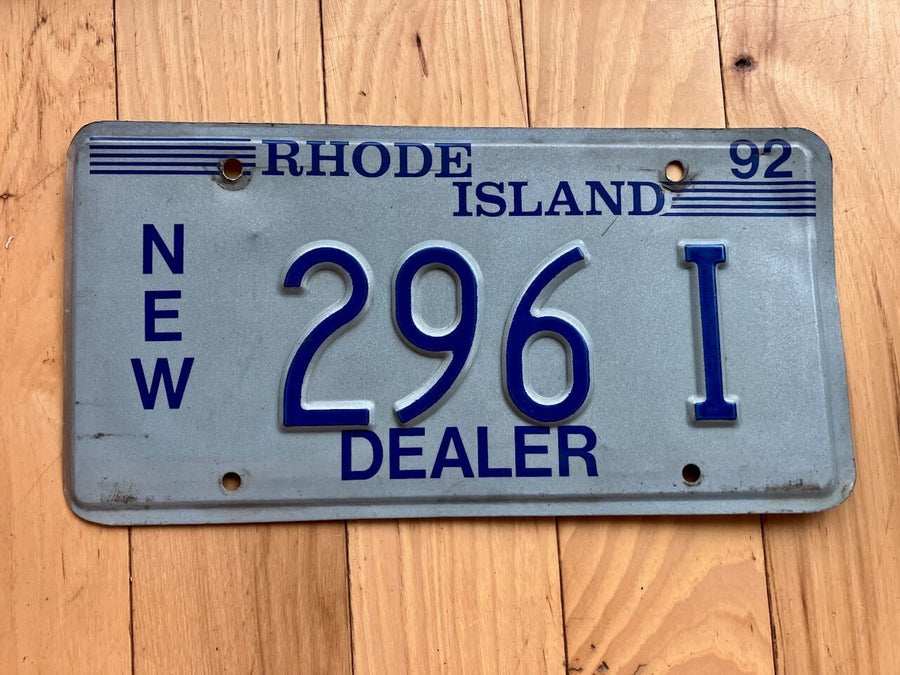 RHODE
ISLAND
92
NEW
296 I
DEALER